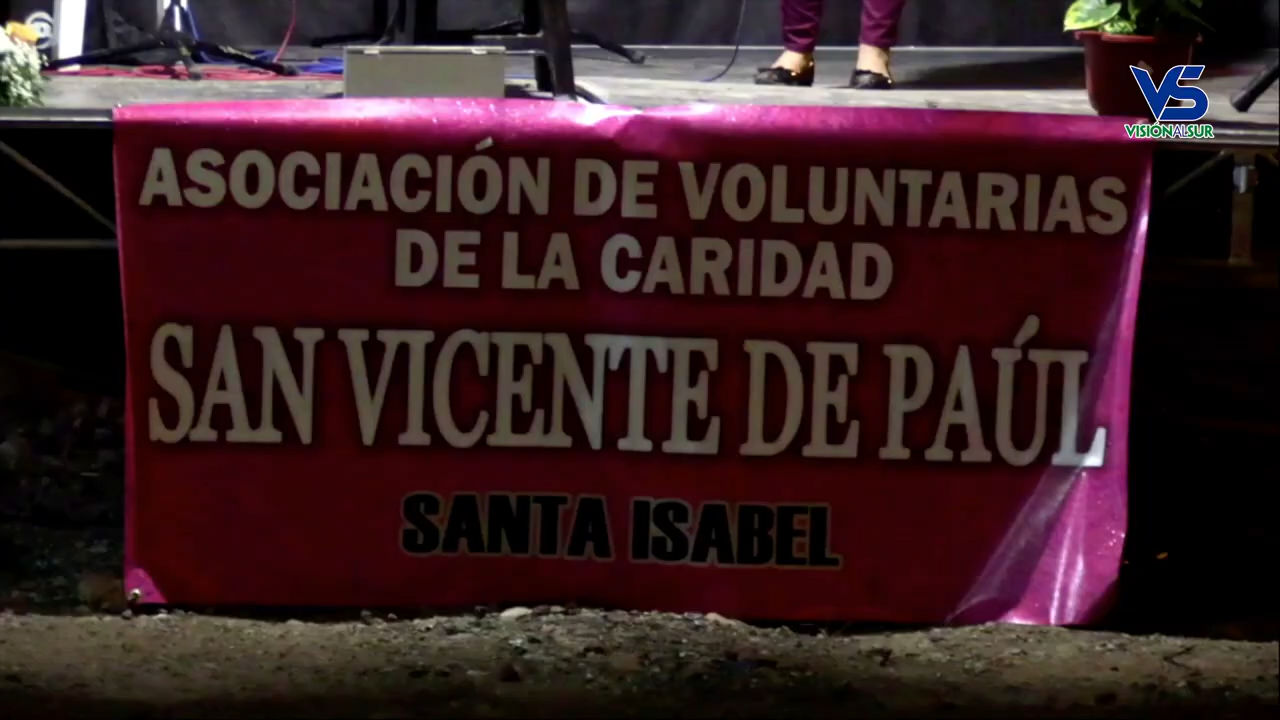 VS
VISIÓNALSUR
ASOCIACIÓN DE VOLUNTARIAS
DE LA CARIDAD
SAN VICENTE DE PAÚL
SANTA ISABEL